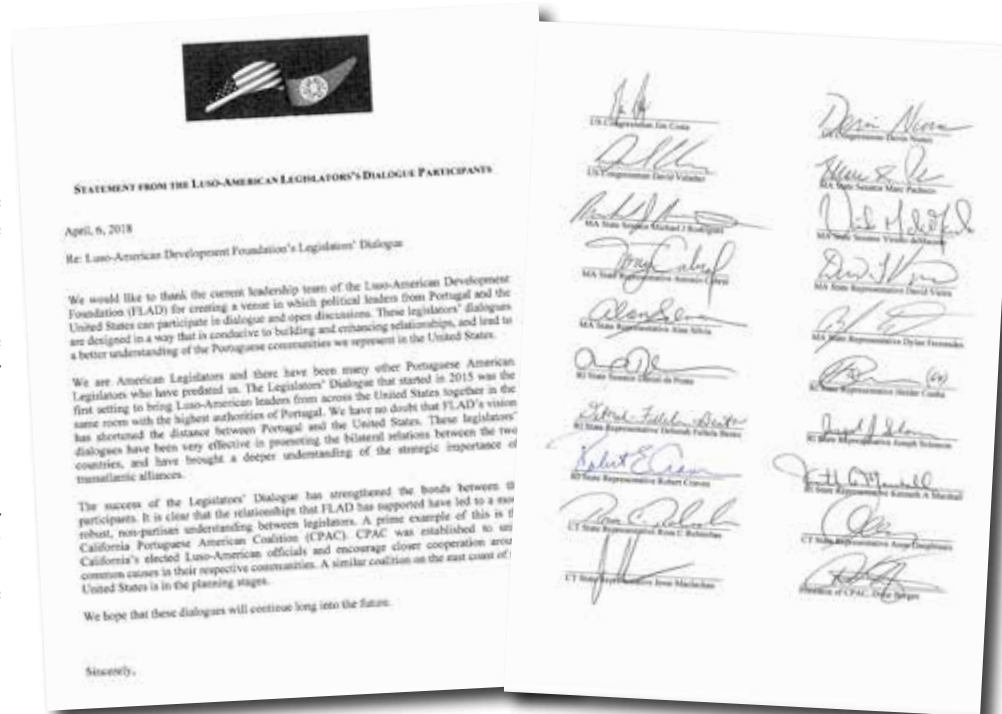 STATEMENT FROM THE LUSO-AMERICAN LEGISLATORS'S DIALOGUE PARTICIPANTS
April, 6, 2018
Re: Luso-American Development Foundation's Legislators' Dialogue
We would like to thank the current leadership team of the Luso-American Development
Foundation (FLAD) for creating a venue in which political leaders from Portugal and the
United States can participate in dialogue and open discussions. These legislators' dialogues
are designed in a way that is conducive to building and enhancing relationships, and lead to
a better understanding of the Portuguese communities we represent in the United States.
We are American Legislators and there have been many other Portuguese American
Legislators who have predated us. The Legislators' Dialogue that started in 2015 was the
first setting to bring Luso-American leaders from across the United States together in the
same room with the highest authorities of Portugal. We have no doubt that FLAD's vision
has shortened the distance between Portugal and the United States. These legislators'
dialogues have been very effective in promoting the bilateral relations between the two
countries, and have brought a deeper understanding of the strategic importance of
transatlantic alliances.
The success of the Legislators' Dialogue has strengthened the bonds between
participants. It is clear that the relationships that FLAD has supported have led to a
robust, non-partisan understanding between legislators. A prime example of this is
California Portuguese American Coalition (CPAC). CPAC was established to
California's elected Luso-American officials and encourage closer cooperation
common causes in their respective communities. A similar coalition on the east coast of
United States is in the planning stages.
We hope that these dialogues will continue long into the future.
Sincerely,
US Congressman Jim Costa
US Congressman Devin Nunes
US Congressman David Valadao
MA State Senator Marc Pacheco
MA State Senator Michael J Rodrigues
MA State Senator Vinnie deMacedo
Tony Cabral
MA State Representative Antonio Cabral
MA State Representative David Vieira
Alan Silvia
MA State Representative Alan Silvia
MA State Representative Dylan Fernandes
RI State Senator Daniel da Ponte
State Representative
RI State Representative Deborah Fellela
RI State Representative Joseph Solomon
Robert E Craven
RI State Representative Robert Craven
RI State Representative Kenneth A Marshall
CT State Representative Rosa C Rebimbas
CT State Representative
CT State Representative Jesse MacLachlan
President of CPAC, Borges